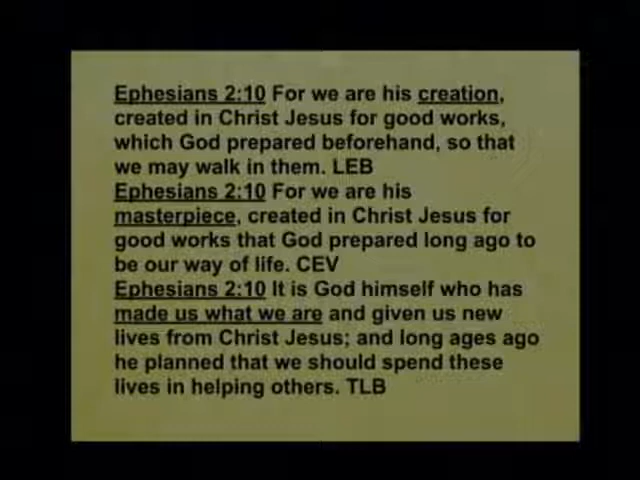 Ephesians 2:10 For we are his creation,
created in Christ Jesus for good works,
which God prepared beforehand, so that
we may walk in them. LEB
Ephesians 2:10 For we are his
masterpiece, created in Christ Jesus for
good works that God prepared long ago to
be our way of life. CEV
Ephesians 2:10 It is God himself who has
made us what we are and given us new
lives from Christ Jesus; and long ages ago
he planned that we should spend these
lives in helping others. TLB